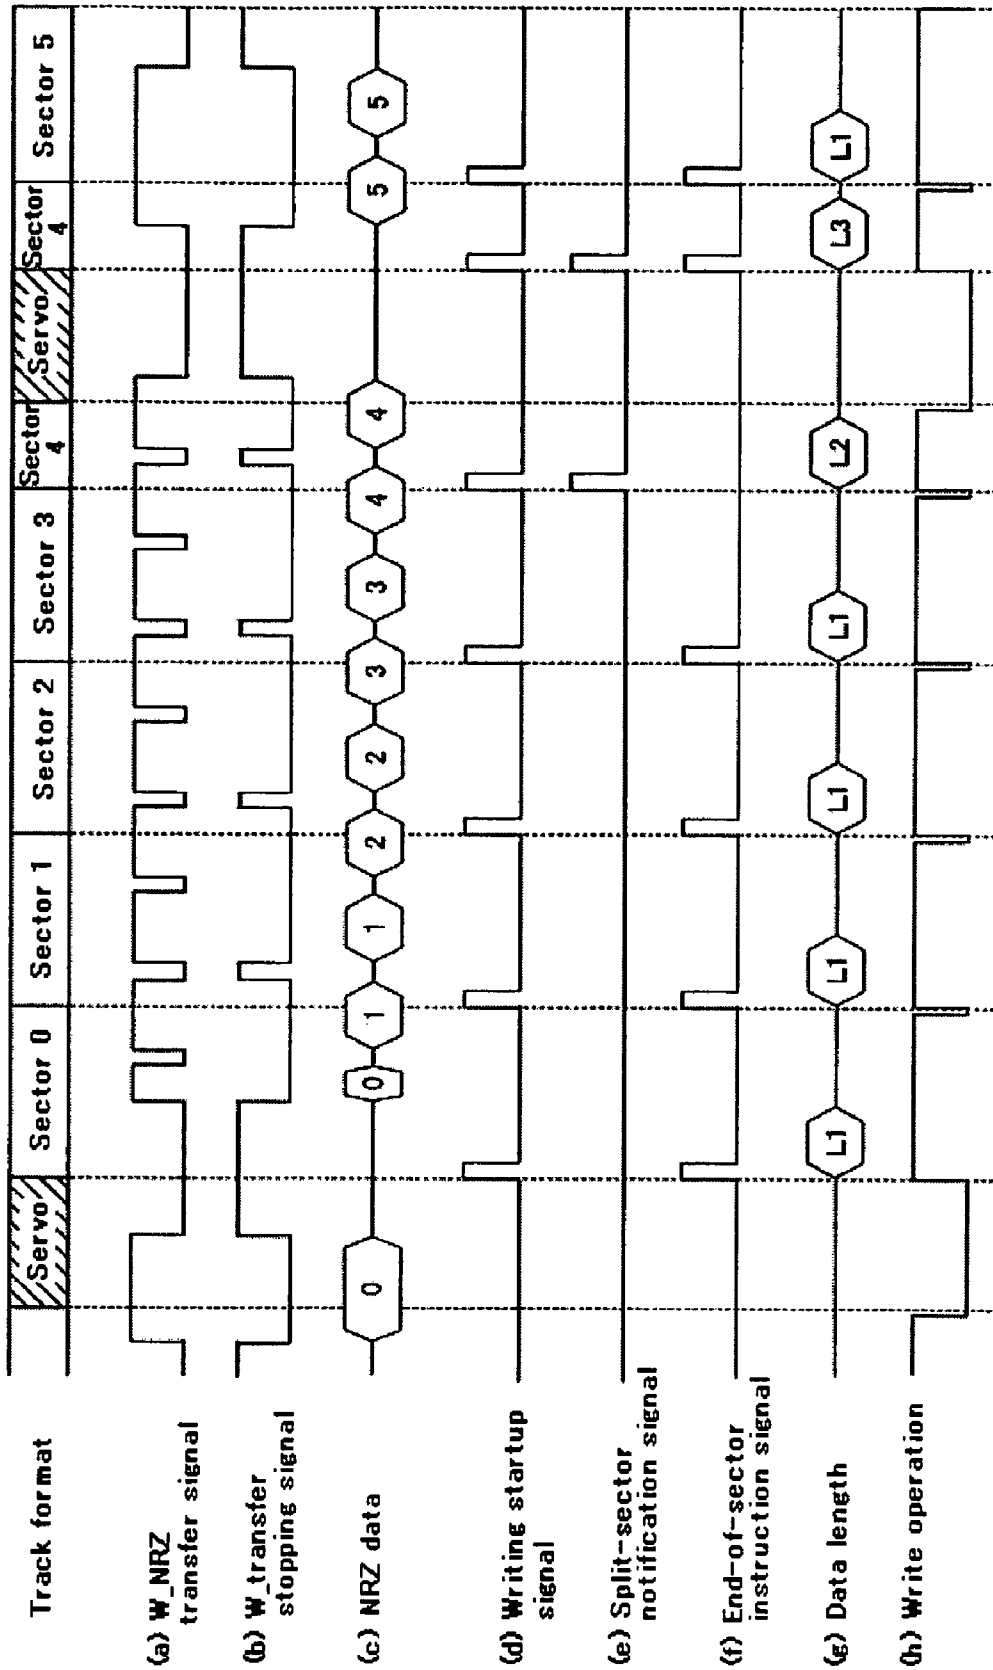 Track format
Servo
Sector 0
Sector 1
Sector 2
Sector 3
Sector
4
Servo
Sector
4
Sector 5
(a) W_NRZ
transfer signal
(b) W_transfer
stopping signal
(c) NRZ data
0
0
1
1
2
2
3
3
4
4
5
5
(d) Writing startup
signal
(e) Split-sector
notification signal
(f) End-of-sector
instruction signal
(g) Data length
L1
L1
L1
L1
L2
L3
L1
(h) Write operation